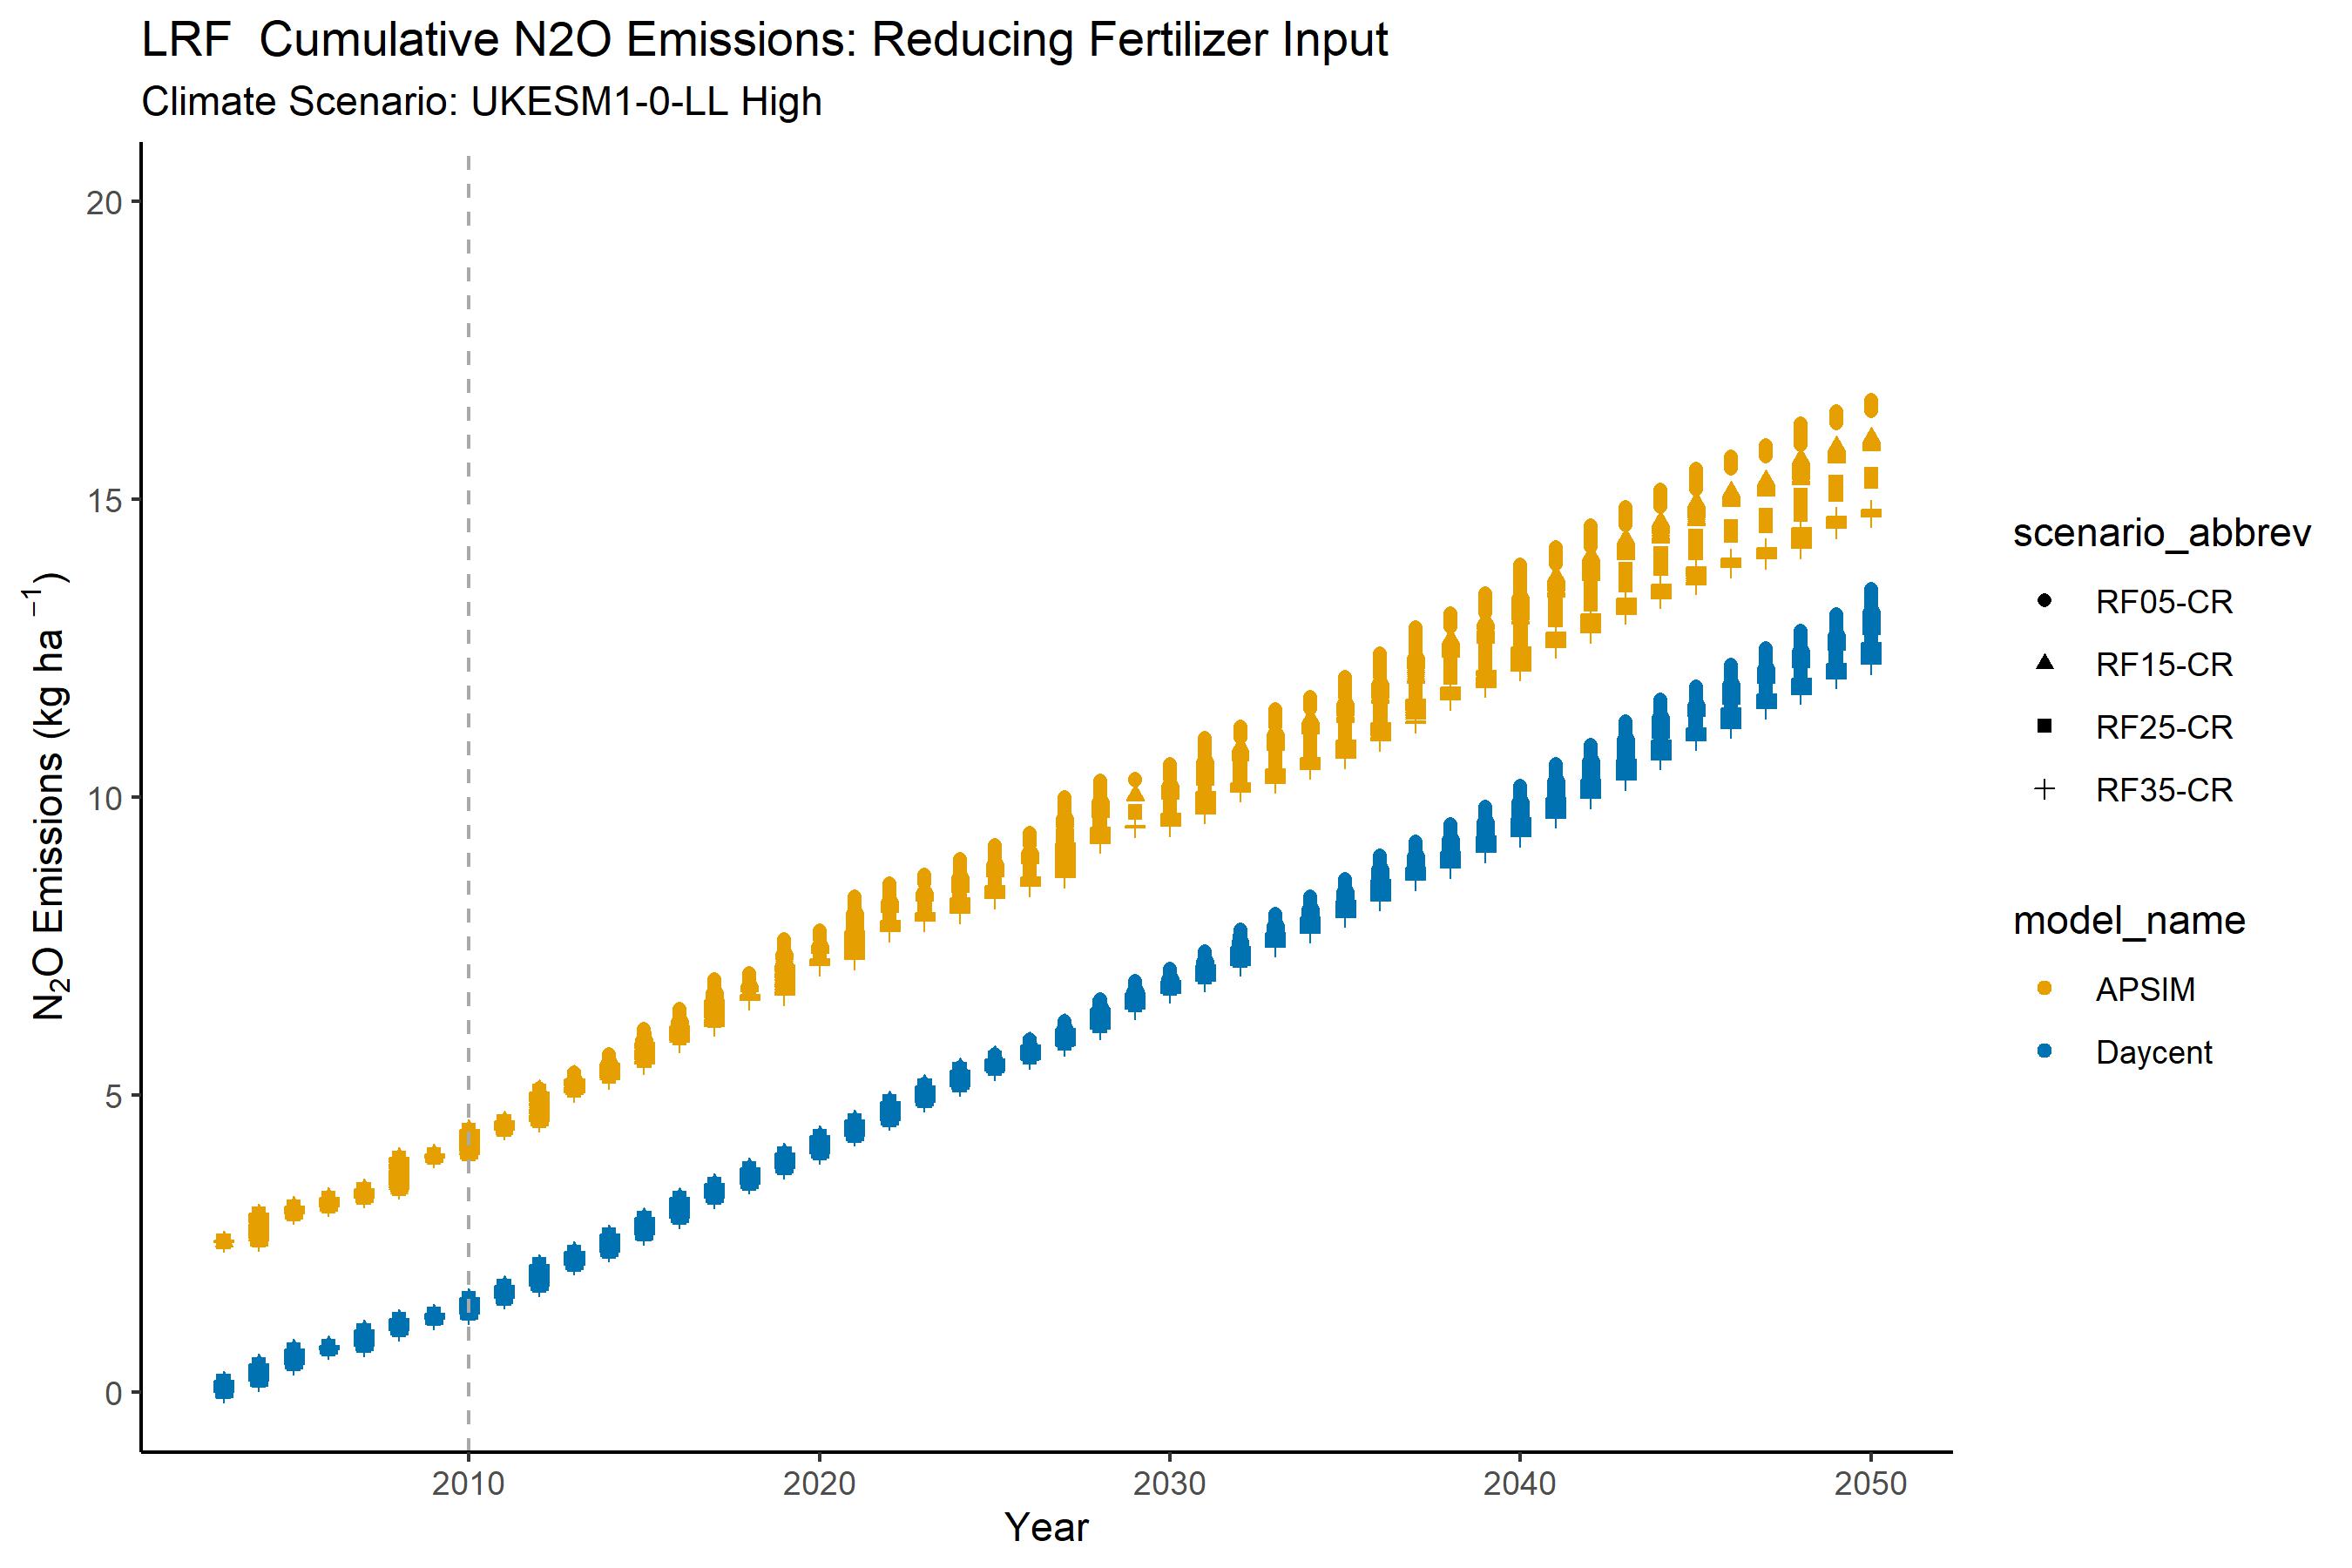 LRF  Cumulative N2O Emissions: Reducing Fertilizer Input
Climate Scenario: UKESM1-0-LL High
N₂O Emissions (kg ha ⁻¹)
20
15
10
5
0
2010
2020
2030
2040
2050
Year
scenario_abbrev
RF05-CR
RF15-CR
RF25-CR
RF35-CR
model_name
APSIM
Daycent